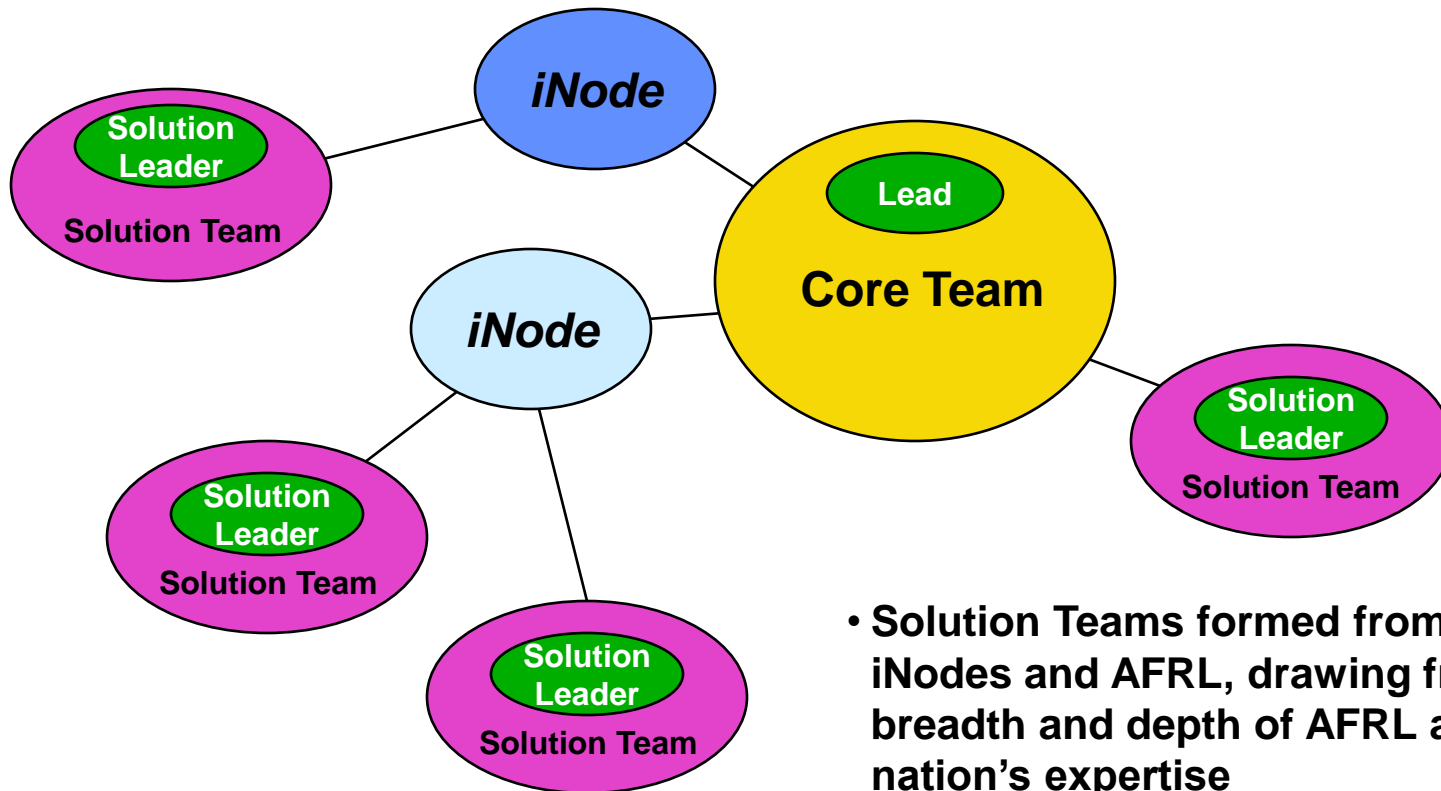 iNode
Solution
Leader
Solution Team
Lead
Core Team
iNode
Solution
Leader
Solution Team
Solution
Leader
Solution Team
Solution
Leader
Solution Team
• Solution Teams formed from
iNodes and AFRL, drawing
breadth and depth of AFRL
nation’s expertise